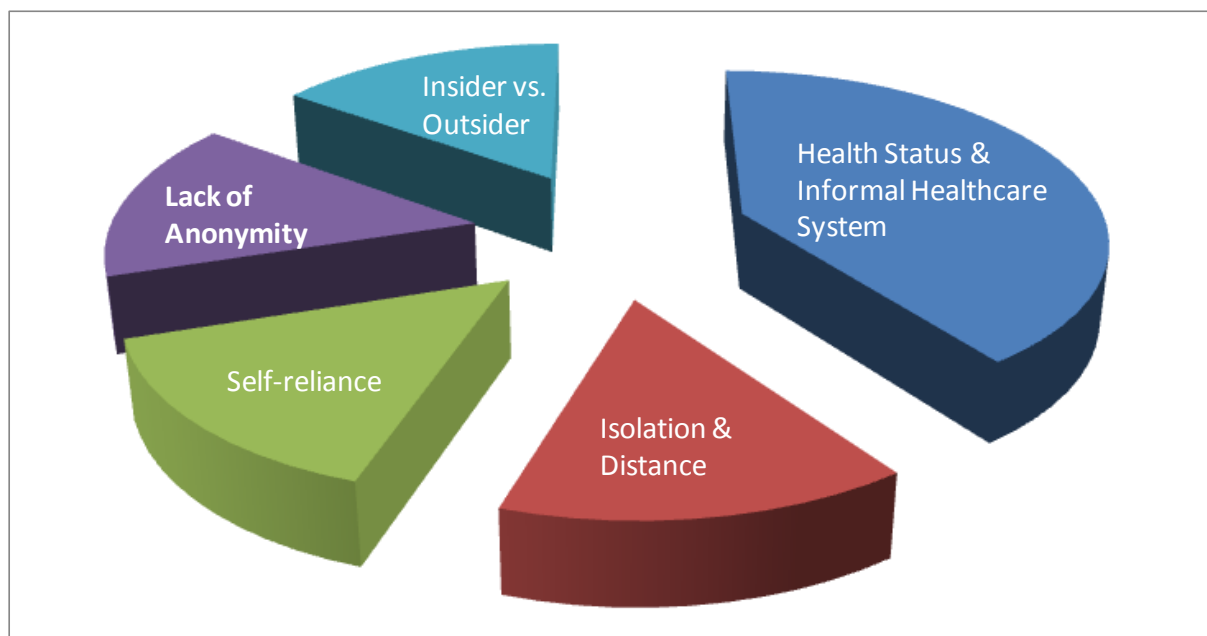 Insider vs.
Outsider
Health Status &
Informal Healthcare
System
Lack of
Anonymity
Self-reliance
Isolation &
Distance